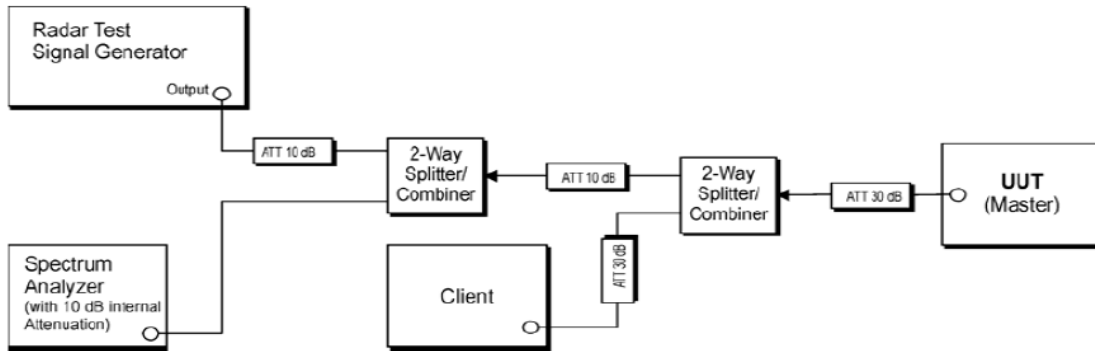 Radar Test
Signal Generator
Output
ATT 10 dB
2-Way
Splitter/
Combiner
ATT 10 dB
2-Way
Splitter/
Combiner
ATT 30 dB
UUT
(Master)
Spectrum
Analyzer
(with 10 dB internal
Attenuation)
Client
ATT 30 dB